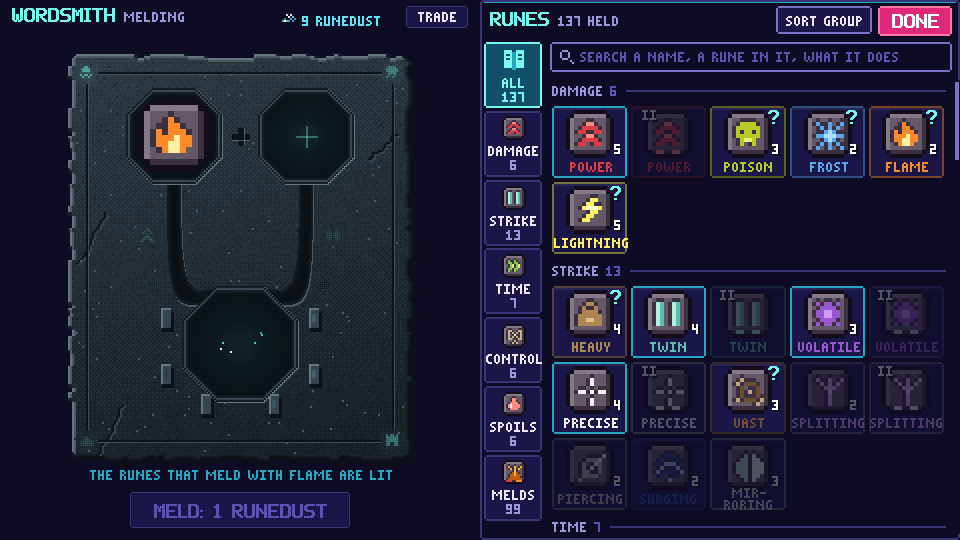 WORDSMITH MELDING
9 RUNEDUST
TRADE
THE RUNES THAT MELD WITH FLAME ARE LIT
MELD: 1 RUNEDUST
RUNES 137 HELD
SORT GROUP
DONE
SEARCH A NAME, A RUNE IN IT, WHAT IT DOES
ALL
137
DAMAGE
6
STRIKE
13
TIME
7
CONTROL
6
SPOILS
6
MELDS
99
DAMAGE 6
5
POWER
II
POWER
?
3
POISON
?
2
FROST
?
2
FLAME
?
5
LIGHTNING
STRIKE 13
?
4
HEAVY
4
TWIN
II
TWIN
3
VOLATILE
II
VOLATILE
4
PRECISE
II
PRECISE
?
3
VAST
2
SPLITTING
II
SPLITTING
2
PIERCING
2
SURGING
3
MIR-
RORING
TIME 7